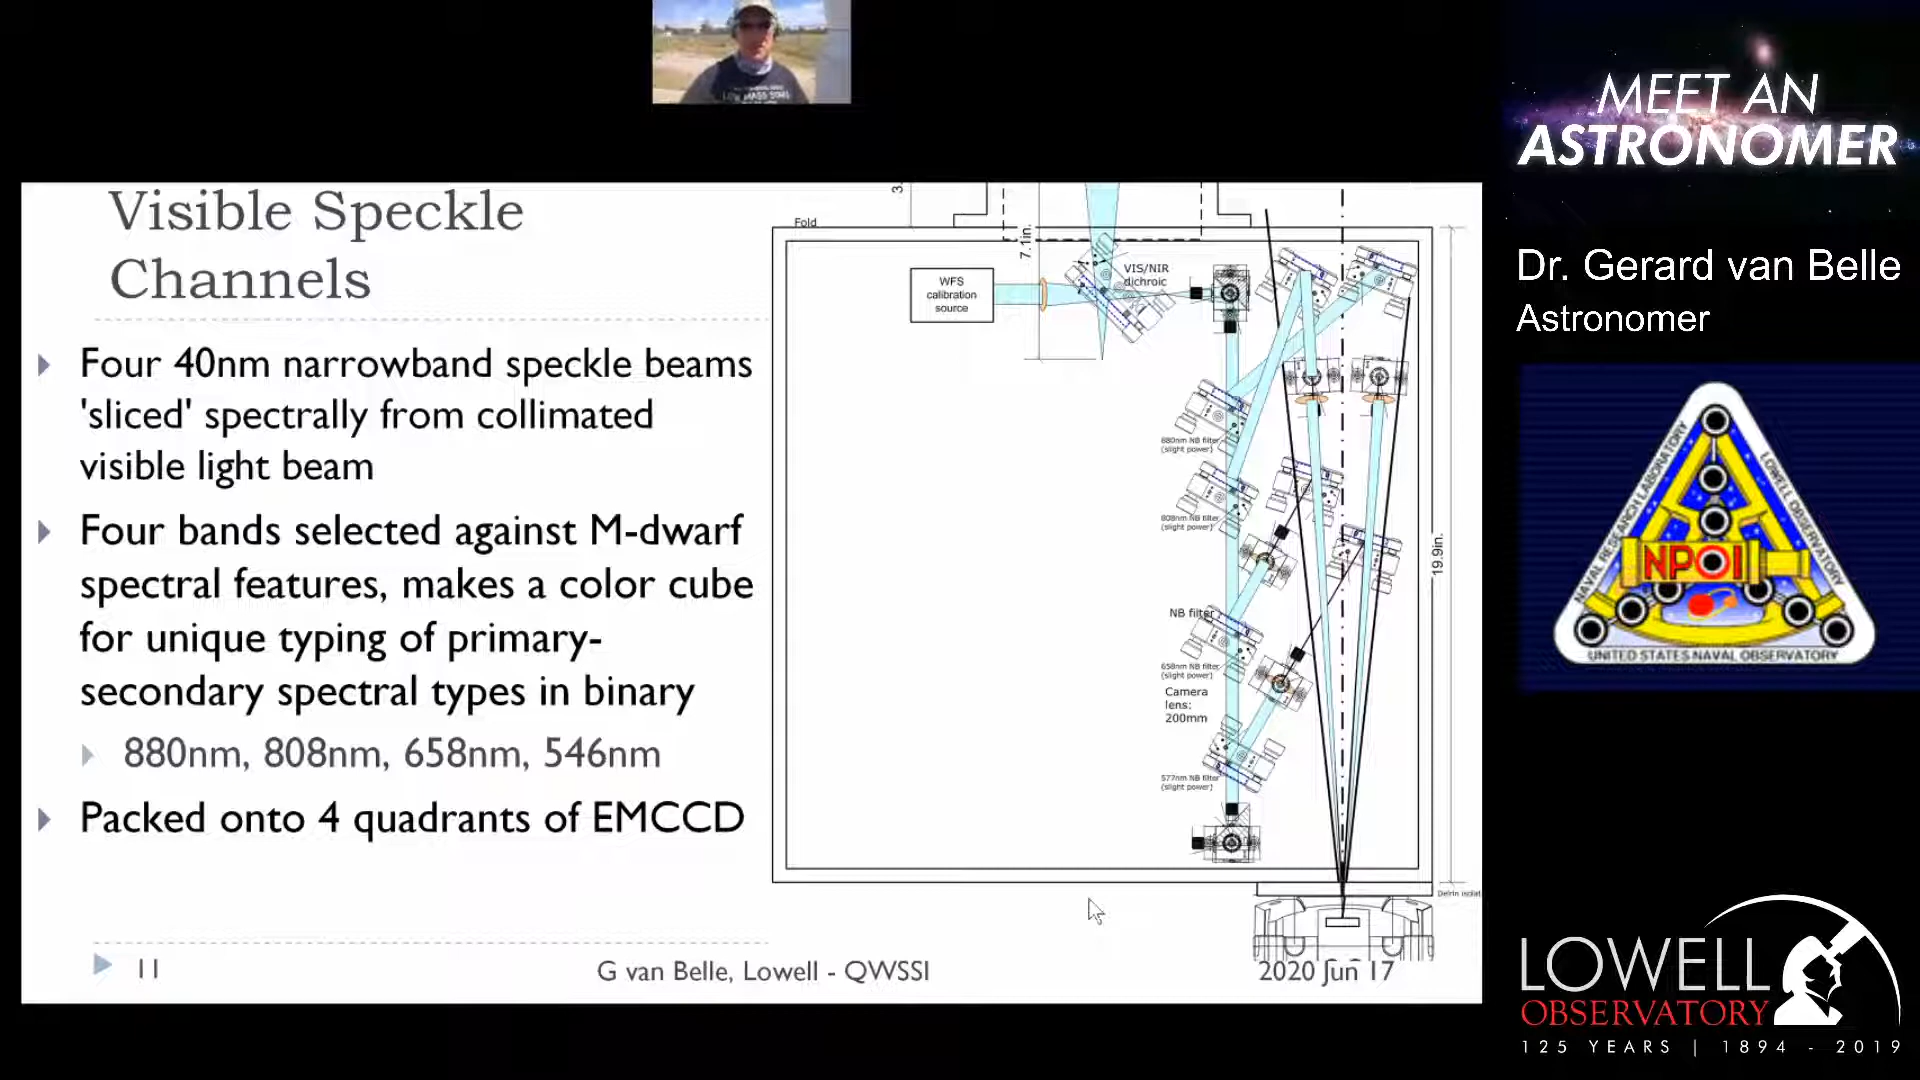 MEET AN
ASTRONOMER
Dr. Gerard van Belle
Astronomer
Visible Speckle
Channels
Four 40nm narrowband speckle beams
'sliced' spectrally from collimated
visible light beam
Four bands selected against M-dwarf
spectral features, makes a color cube
for unique typing of primary-
secondary spectral types in binary
880nm, 808nm, 658nm, 546nm
Packed onto 4 quadrants of EMCCD
11
G van Belle, Lowell - QWSSI
2020 Jun 17
Fold
7.1in.
WFS
calibration
source
VIS/NIR
dichroic
880nm NB filter
(slight power)
808nm NB filter
(slight power)
NB filter
658nm NB filter
(slight power)
Camera
lens:
200mm
577nm NB filter
(slight power)
19.9in.
Delrin isolat
NAVAL RESEARCH LABORATORY
LOWELL OBSERVATORY
NPOI
UNITED STATES NAVAL OBSERVATORY
LOWELL
OBSERVATORY
125 YEARS | 1894 - 2019